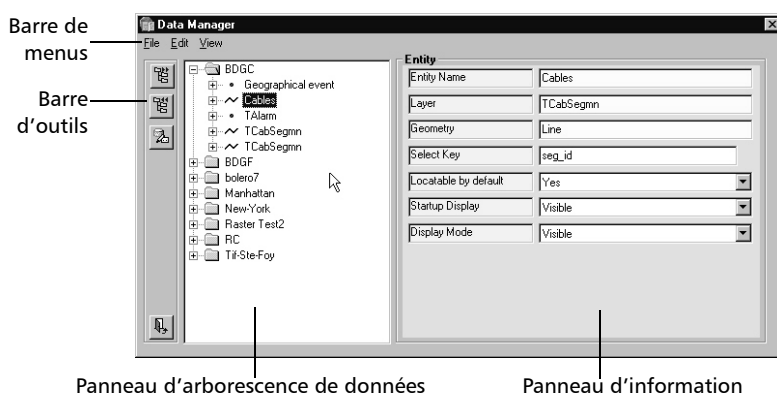 Barre de
menus
Barre
d'outils
Data Manager
File Edit View
BDGC
Geographical event
Cables
TAlarm
TCabSegmn
TCabSegmn
BDGF
bolero7
Manhattan
New-York
Raster Test2
RC
Tif-Ste-Foy
Entity
Entity Name Cables
Layer TCabSegmn
Geometry Line
Select Key seg_id
Locatable by default Yes
Startup Display Visible
Display Mode Visible
Panneau d'arborescence de données
Panneau d'information